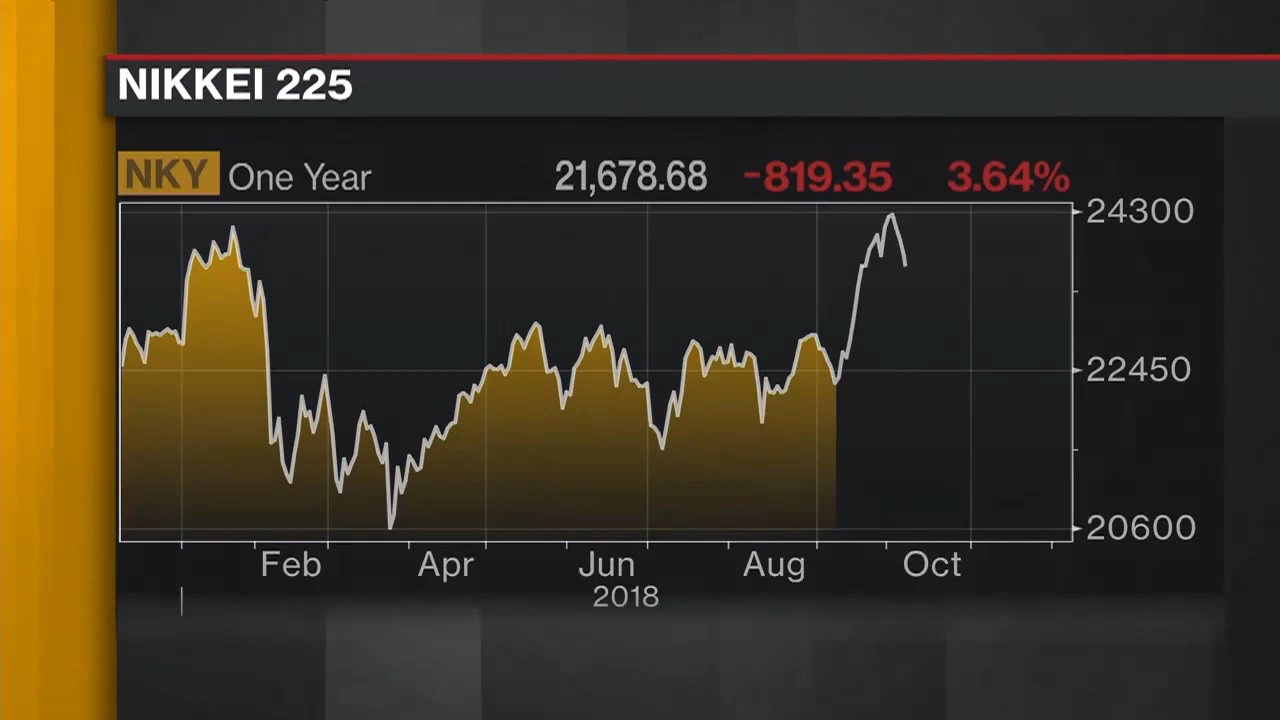 NIKKEI 225
NKY One Year 21,678.68 -819.35 3.64%
24300
22450
20600
Feb Apr Jun Aug Oct
2018